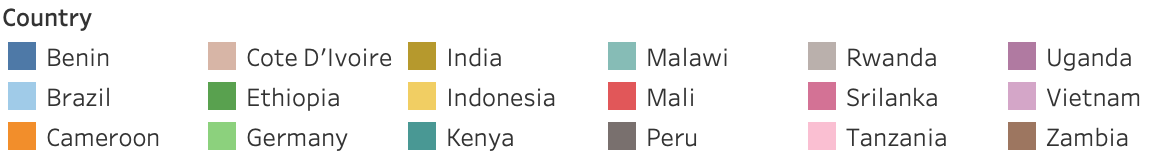 Country
Benin Cote D'Ivoire India Malawi Rwanda Uganda
Brazil Ethiopia Indonesia Mali Srilanka Vietnam
Cameroon Germany Kenya Peru Tanzania Zambia